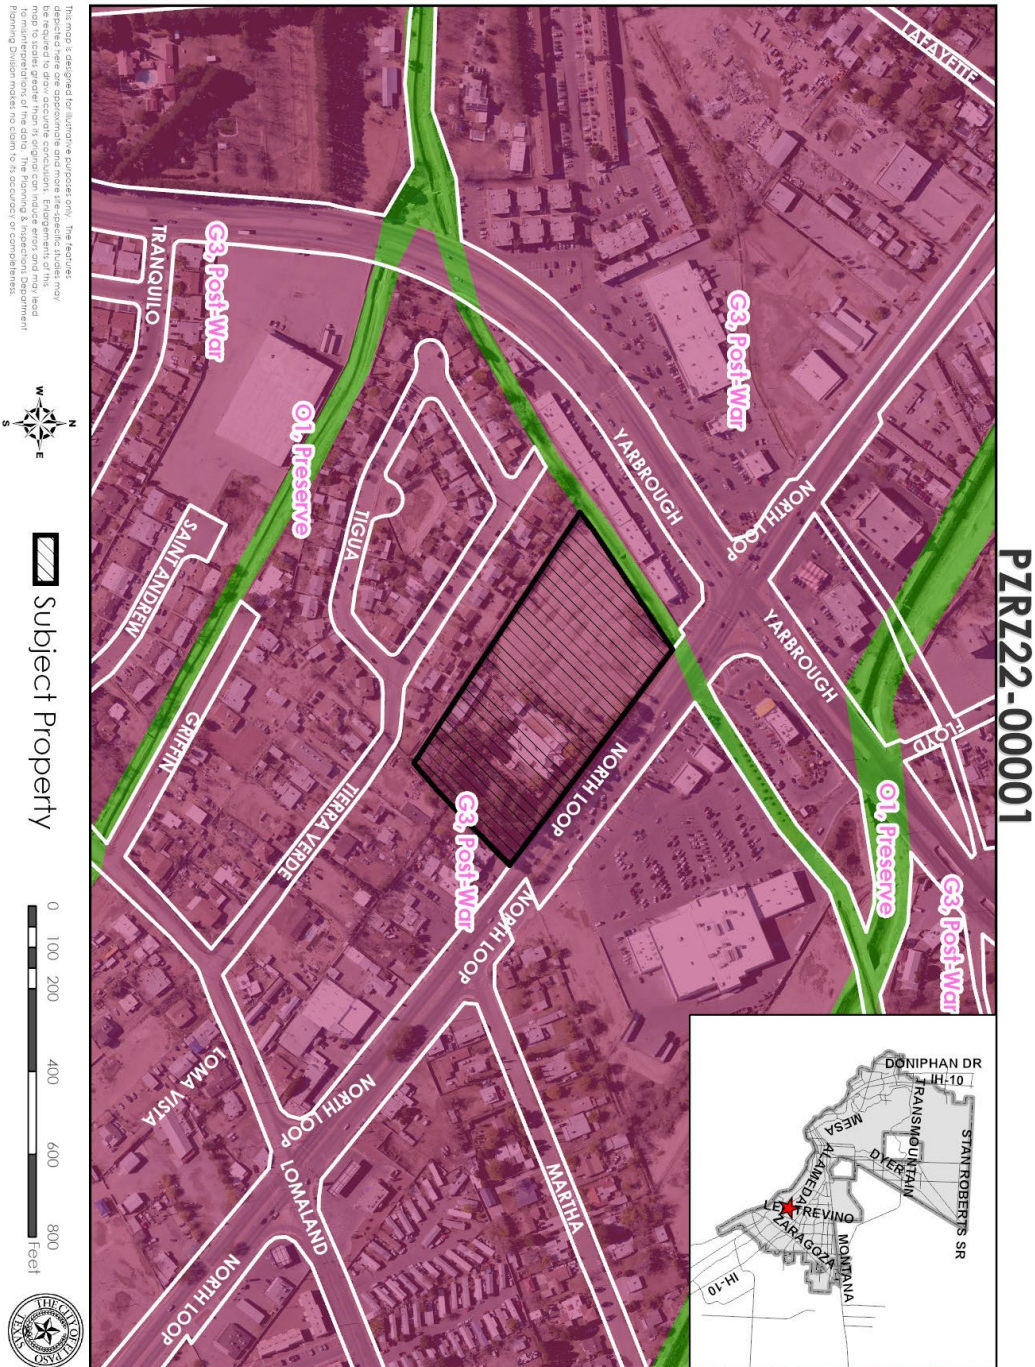 PZRZ22-00001
LAFAYETTE
G3, Post-War
NORTH LOOP
FLOYD
YARBROUGH
O1, Preserve
G3, Post-War
YARBROUGH
NORTH LOOP
G3, Post-War
NORTH LOOP
MARTHA
TRANQUILO
G3, Post-War
O1, Preserve
TIGUA
SAINT ANDREW
GRIFFIN
TIERRA VERDE
LOMA VISTA
NORTH LOOP
LOMALAND
NORTH LOOP
DONIPHAN DR
IH-10
TRANSMOUNTAIN
STAN ROBERTS SR
MESA
DYER
ALAMEDA
LEE TREVINO
ZARAGOZA
MONTANA
IH-10
This map is designed for illustrative purposes only. The features
depicted here are approximate and more site-specific studies may
be required to draw accurate conclusions. Enlargements of this
map to scales greater than its original can induce errors and may lead
to misinterpretations of the data. The Planning & Inspections Department
Planning Division makes no claim to its accuracy or completeness.
N
W
E
S
Subject Property
0 100 200 400 600 800
Feet
THE CITY OF EL PASO
TEXAS